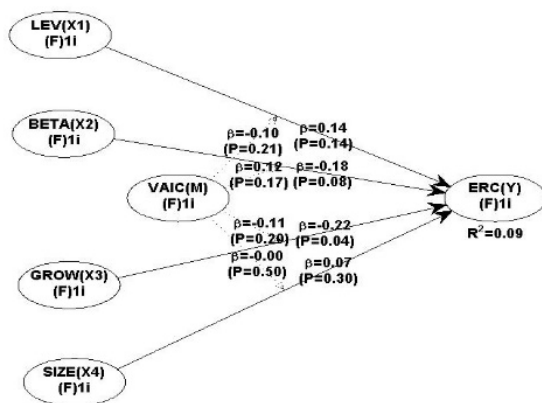 LEV(X1)
(F)1i
BETA(X2)
(F)1i
VAIC(M)
(F)1i
GROW(X3)
(F)1i
SIZE(X4)
(F)1i
β=-0.10
(P=0.21)
β=0.14
(P=0.14)
β=0.12
(P=0.17)
β=-0.18
(P=0.08)
β=-0.11
(P=0.20)
β=-0.22
(P=0.04)
β=-0.00
(P=0.50)
β=0.07
(P=0.30)
ERC(Y)
(F)1i
R²=0.09